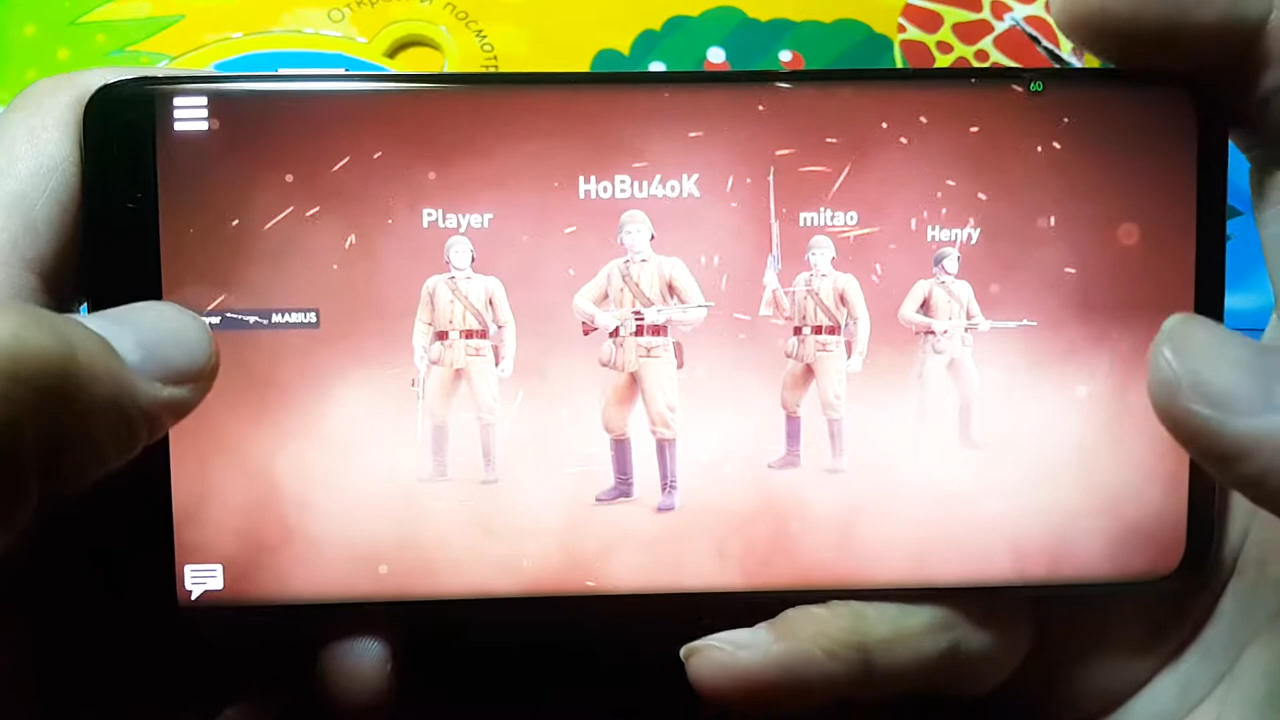 Открой и посмотр
60
HoBu4oK
Player
mitao
Henry
MARIUS